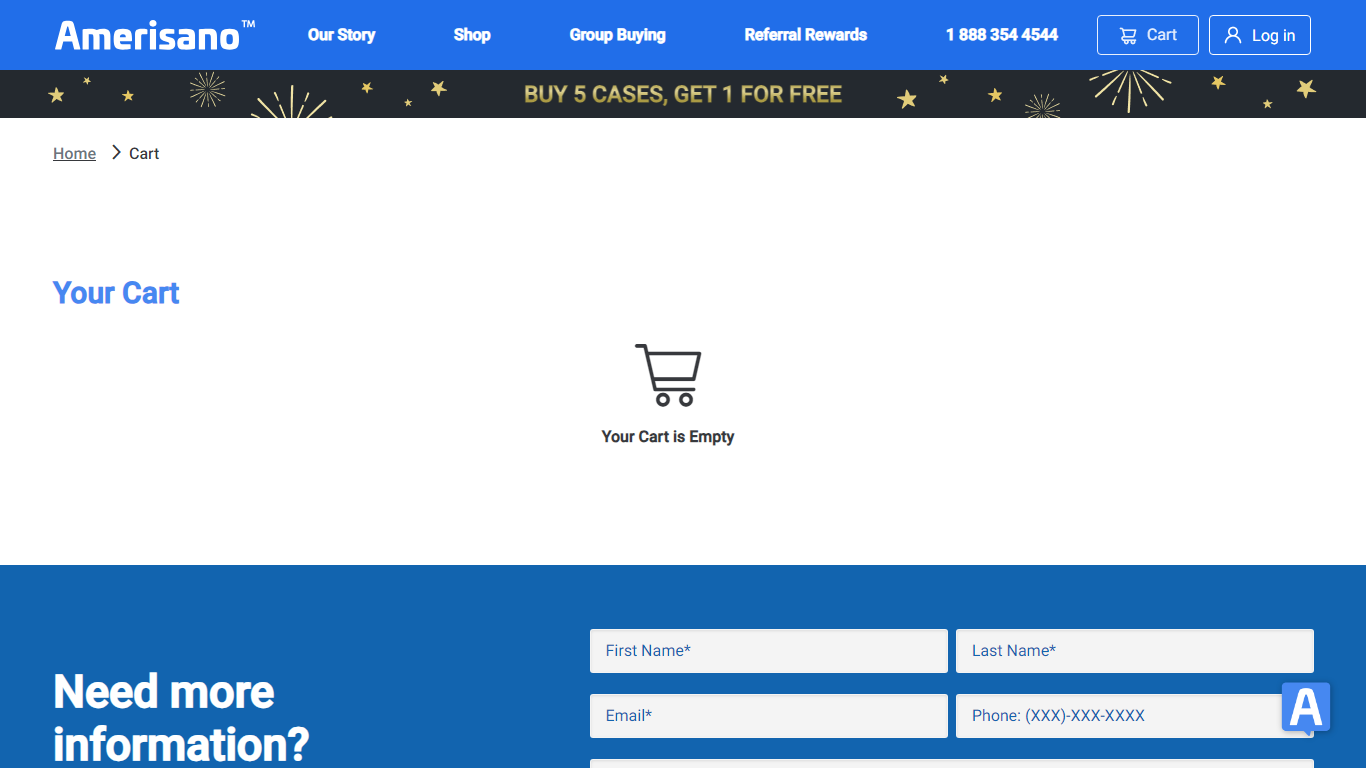 Amerisano™
Our Story
Shop
Group Buying
Referral Rewards
1 888 354 4544
Cart
Log in
BUY 5 CASES, GET 1 FOR FREE
Home
Cart
Your Cart
Your Cart is Empty
Need more
information?
First Name*
Last Name*
Email*
Phone: (XXX)-XXX-XXXX
A